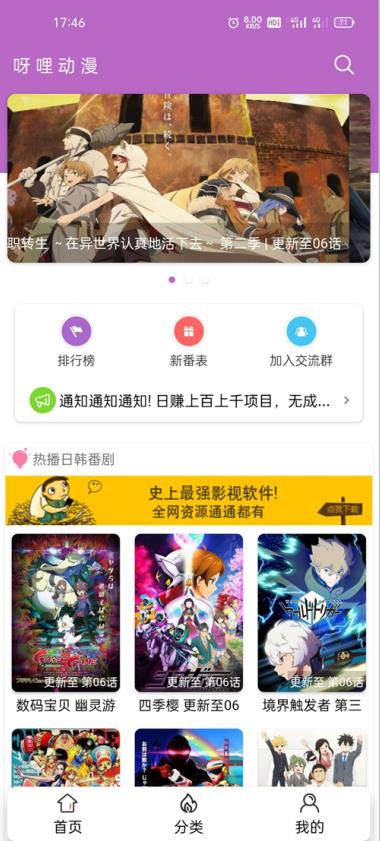 17:46
6.00 KB/S HD 4G 4G 71
呀哩动漫
冒険は、続く
职转生 ～在异世界认真地活下去～ 第二季 | 更新至06话
排行榜 新番表 加入交流群
通知通知通知! 日赚上百上千项目，无成...
热播日韩番剧
史上最强影视软件!
全网资源通通都有
点我下载
更新至 第06话 更新至 第06话 更新至 第06话
数码宝贝 幽灵游 四季樱 更新至06 境界触发者 第三
首页 分类 我的